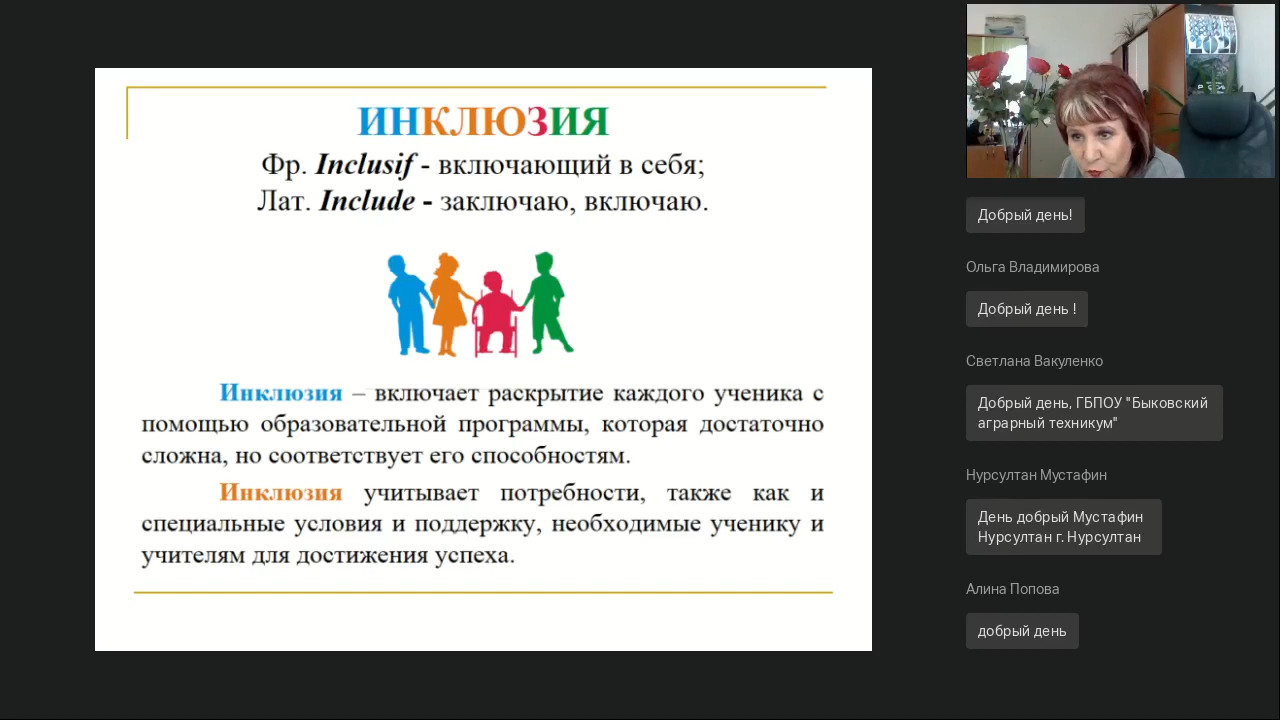 ИНКЛЮЗИЯ
Фр. Inclusif - включающий в себя;
Лат. Include - заключаю, включаю.
Инклюзия – включает раскрытие каждого ученика с
помощью образовательной программы, которая достаточно
сложна, но соответствует его способностям.
Инклюзия учитывает потребности, также как и
специальные условия и поддержку, необходимые ученику и
учителям для достижения успеха.
Добрый день!
Ольга Владимирова
Добрый день !
Светлана Вакуленко
Добрый день, ГБПОУ "Быковский
аграрный техникум"
Нурсултан Мустафин
День добрый Мустафин
Нурсултан г. Нурсултан
Алина Попова
добрый день